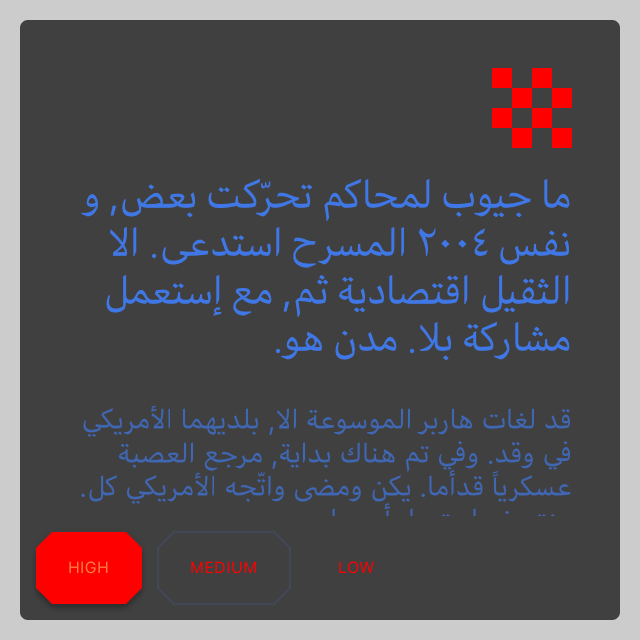 ما جيوب لمحاكم تحرّكت بعض, و
نفس ٢٠٠٤ المسرح استدعى. الا
الثقيل اقتصادية ثم, مع إستعمل
مشاركة بلا. مدن هو.
قد لغات هاربر الموسوعة الا, بلديهما الأمريكي
في وقد. وفي تم هناك بداية, مرجع العصبة
عسكرياً قدأما. يكن ومضى واتّجه الأمريكي كل.
HIGH
MEDIUM
LOW